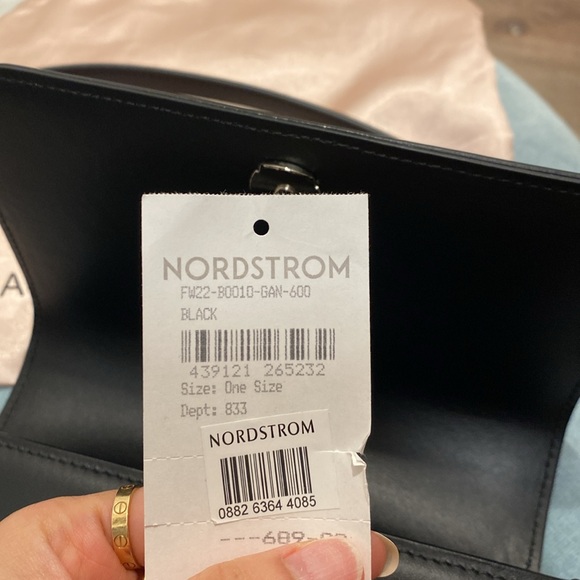 NORDSTROM
FW22-B0010-GAN-600
BLACK
439121 265232
Size: One Size
Dept: 833
NORDSTROM
0882 6364 4085
A